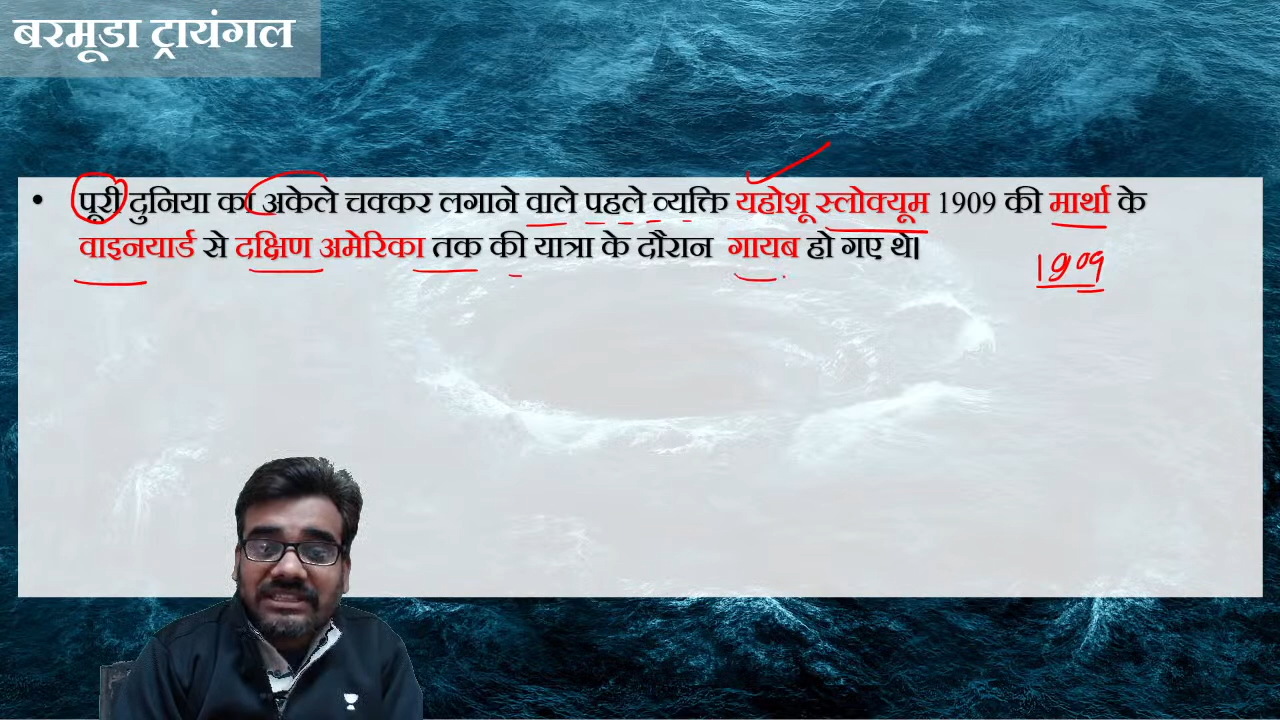 बरमूडा ट्रायंगल
• पूरी दुनिया का अकेले चक्कर लगाने वाले पहले व्यक्ति यहोशू स्लोक्यूम 1909 की मार्था के
वाइनयार्ड से दक्षिण अमेरिका तक की यात्रा के दौरान गायब हो गए थे।
1909